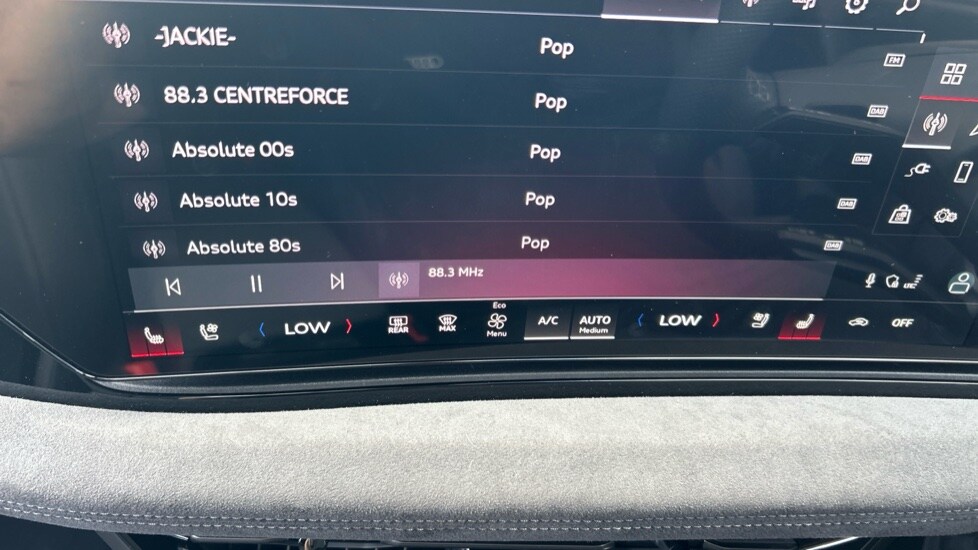 -JACKIE- Pop FM
88.3 CENTREFORCE Pop DAB
Absolute 00s Pop DAB
Absolute 10s Pop DAB
Absolute 80s Pop DAB
88.3 MHz
LTE
Eco
LOW REAR MAX Menu A/C AUTO LOW OFF
Medium